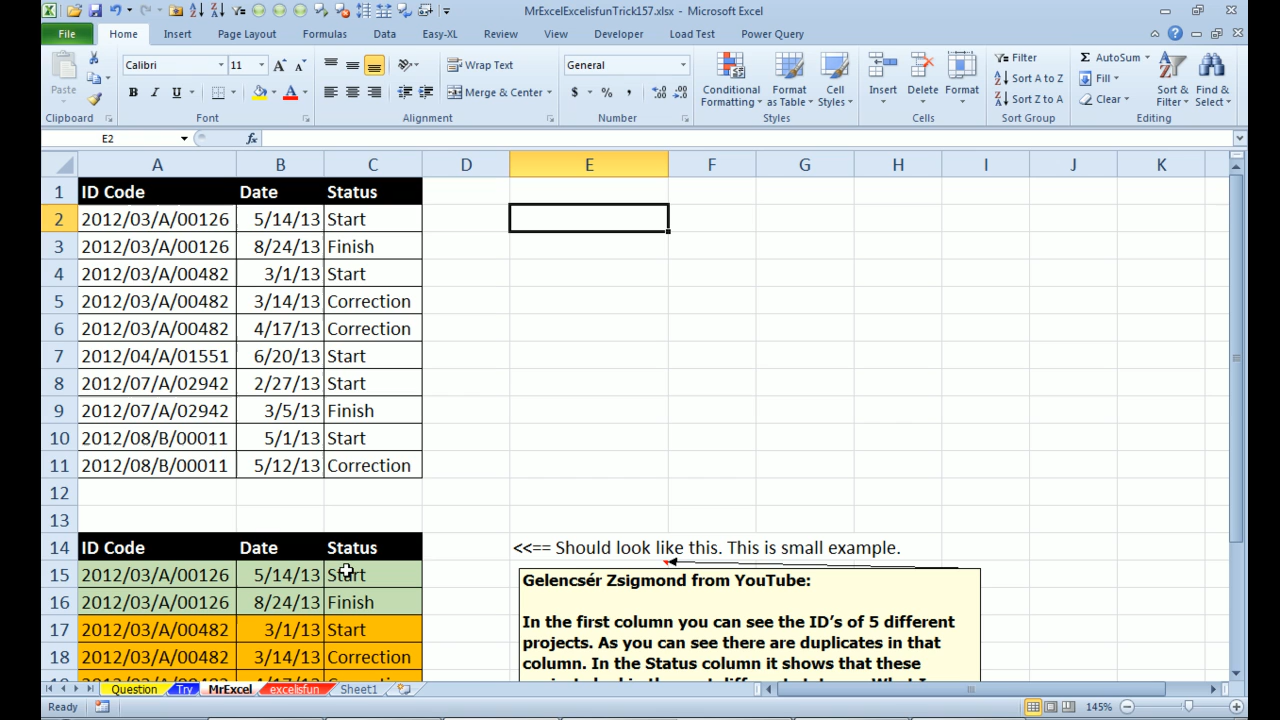 MrExcelExcelisfunTrick157.xlsx - Microsoft Excel
File Home Insert Page Layout Formulas Data Easy-XL Review View Developer Load Test Power Query
Paste
Clipboard
Calibri 11
B I U
Font
Wrap Text
Merge & Center
Alignment
General
$ % ,
Number
Conditional Formatting
Format as Table
Cell Styles
Styles
Insert Delete Format
Cells
Filter
Sort A to Z
Sort Z to A
Sort Group
AutoSum
Fill
Clear
Sort & Filter
Find & Select
Editing
E2 fx
A B C D E F G H I J K
1 ID Code Date Status
2 2012/03/A/00126 5/14/13 Start
3 2012/03/A/00126 8/24/13 Finish
4 2012/03/A/00482 3/1/13 Start
5 2012/03/A/00482 3/14/13 Correction
6 2012/03/A/00482 4/17/13 Correction
7 2012/04/A/01551 6/20/13 Start
8 2012/07/A/02942 2/27/13 Start
9 2012/07/A/02942 3/5/13 Finish
10 2012/08/B/00011 5/1/13 Start
11 2012/08/B/00011 5/12/13 Correction
12
13
14 ID Code Date Status <<== Should look like this. This is small example.
15 2012/03/A/00126 5/14/13 Start
16 2012/03/A/00126 8/24/13 Finish
17 2012/03/A/00482 3/1/13 Start
18 2012/03/A/00482 3/14/13 Correction
Gelencsér Zsigmond from YouTube:
In the first column you can see the ID's of 5 different
projects. As you can see there are duplicates in that
column. In the Status column it shows that these
Question Try MrExcel excelisfun Sheet1
Ready 145%